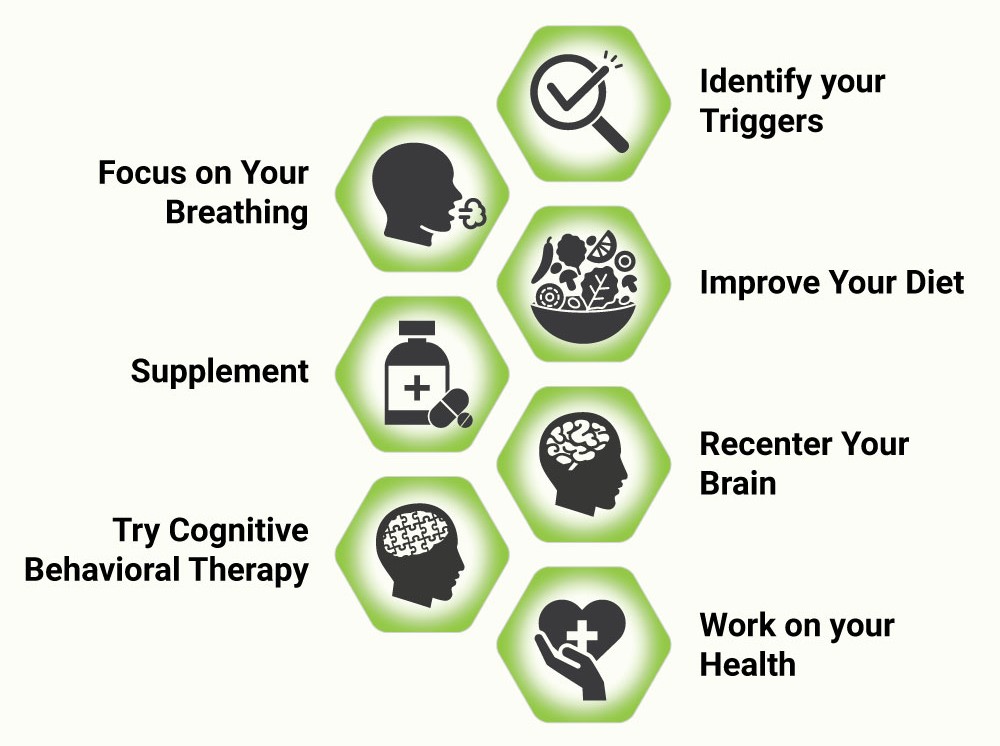 Identify your
Triggers
Focus on Your
Breathing
Improve Your Diet
Supplement
Recenter Your
Brain
Try Cognitive
Behavioral Therapy
Work on your
Health